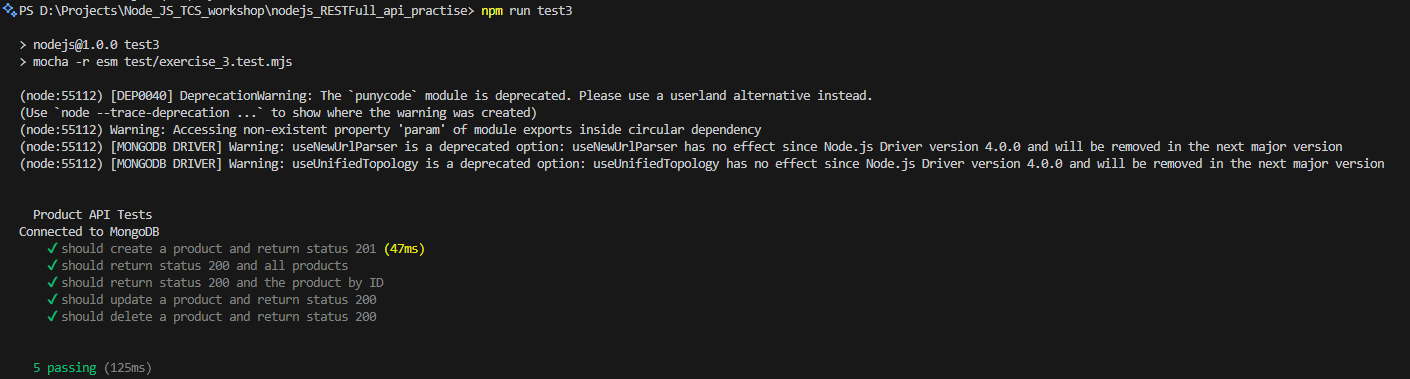 PS D:\Projects\Node_JS_TCS_workshop\nodejs_RESTFull_api_practise> npm run test3
> nodejs@1.0.0 test3
> mocha -r esm test/exercise_3.test.mjs
(node:55112) [DEP0040] DeprecationWarning: The `punycode` module is deprecated. Please use a userland alternative instead.
(Use `node --trace-deprecation ...` to show where the warning was created)
(node:55112) Warning: Accessing non-existent property 'param' of module exports inside circular dependency
(node:55112) [MONGODB DRIVER] Warning: useNewUrlParser is a deprecated option: useNewUrlParser has no effect since Node.js Driver version 4.0.0 and will be removed in the next major version
(node:55112) [MONGODB DRIVER] Warning: useUnifiedTopology is a deprecated option: useUnifiedTopology has no effect since Node.js Driver version 4.0.0 and will be removed in the next major version
Product API Tests
Connected to MongoDB
✓ should create a product and return status 201 (47ms)
✓ should return status 200 and all products
✓ should return status 200 and the product by ID
✓ should update a product and return status 200
✓ should delete a product and return status 200
5 passing (125ms)